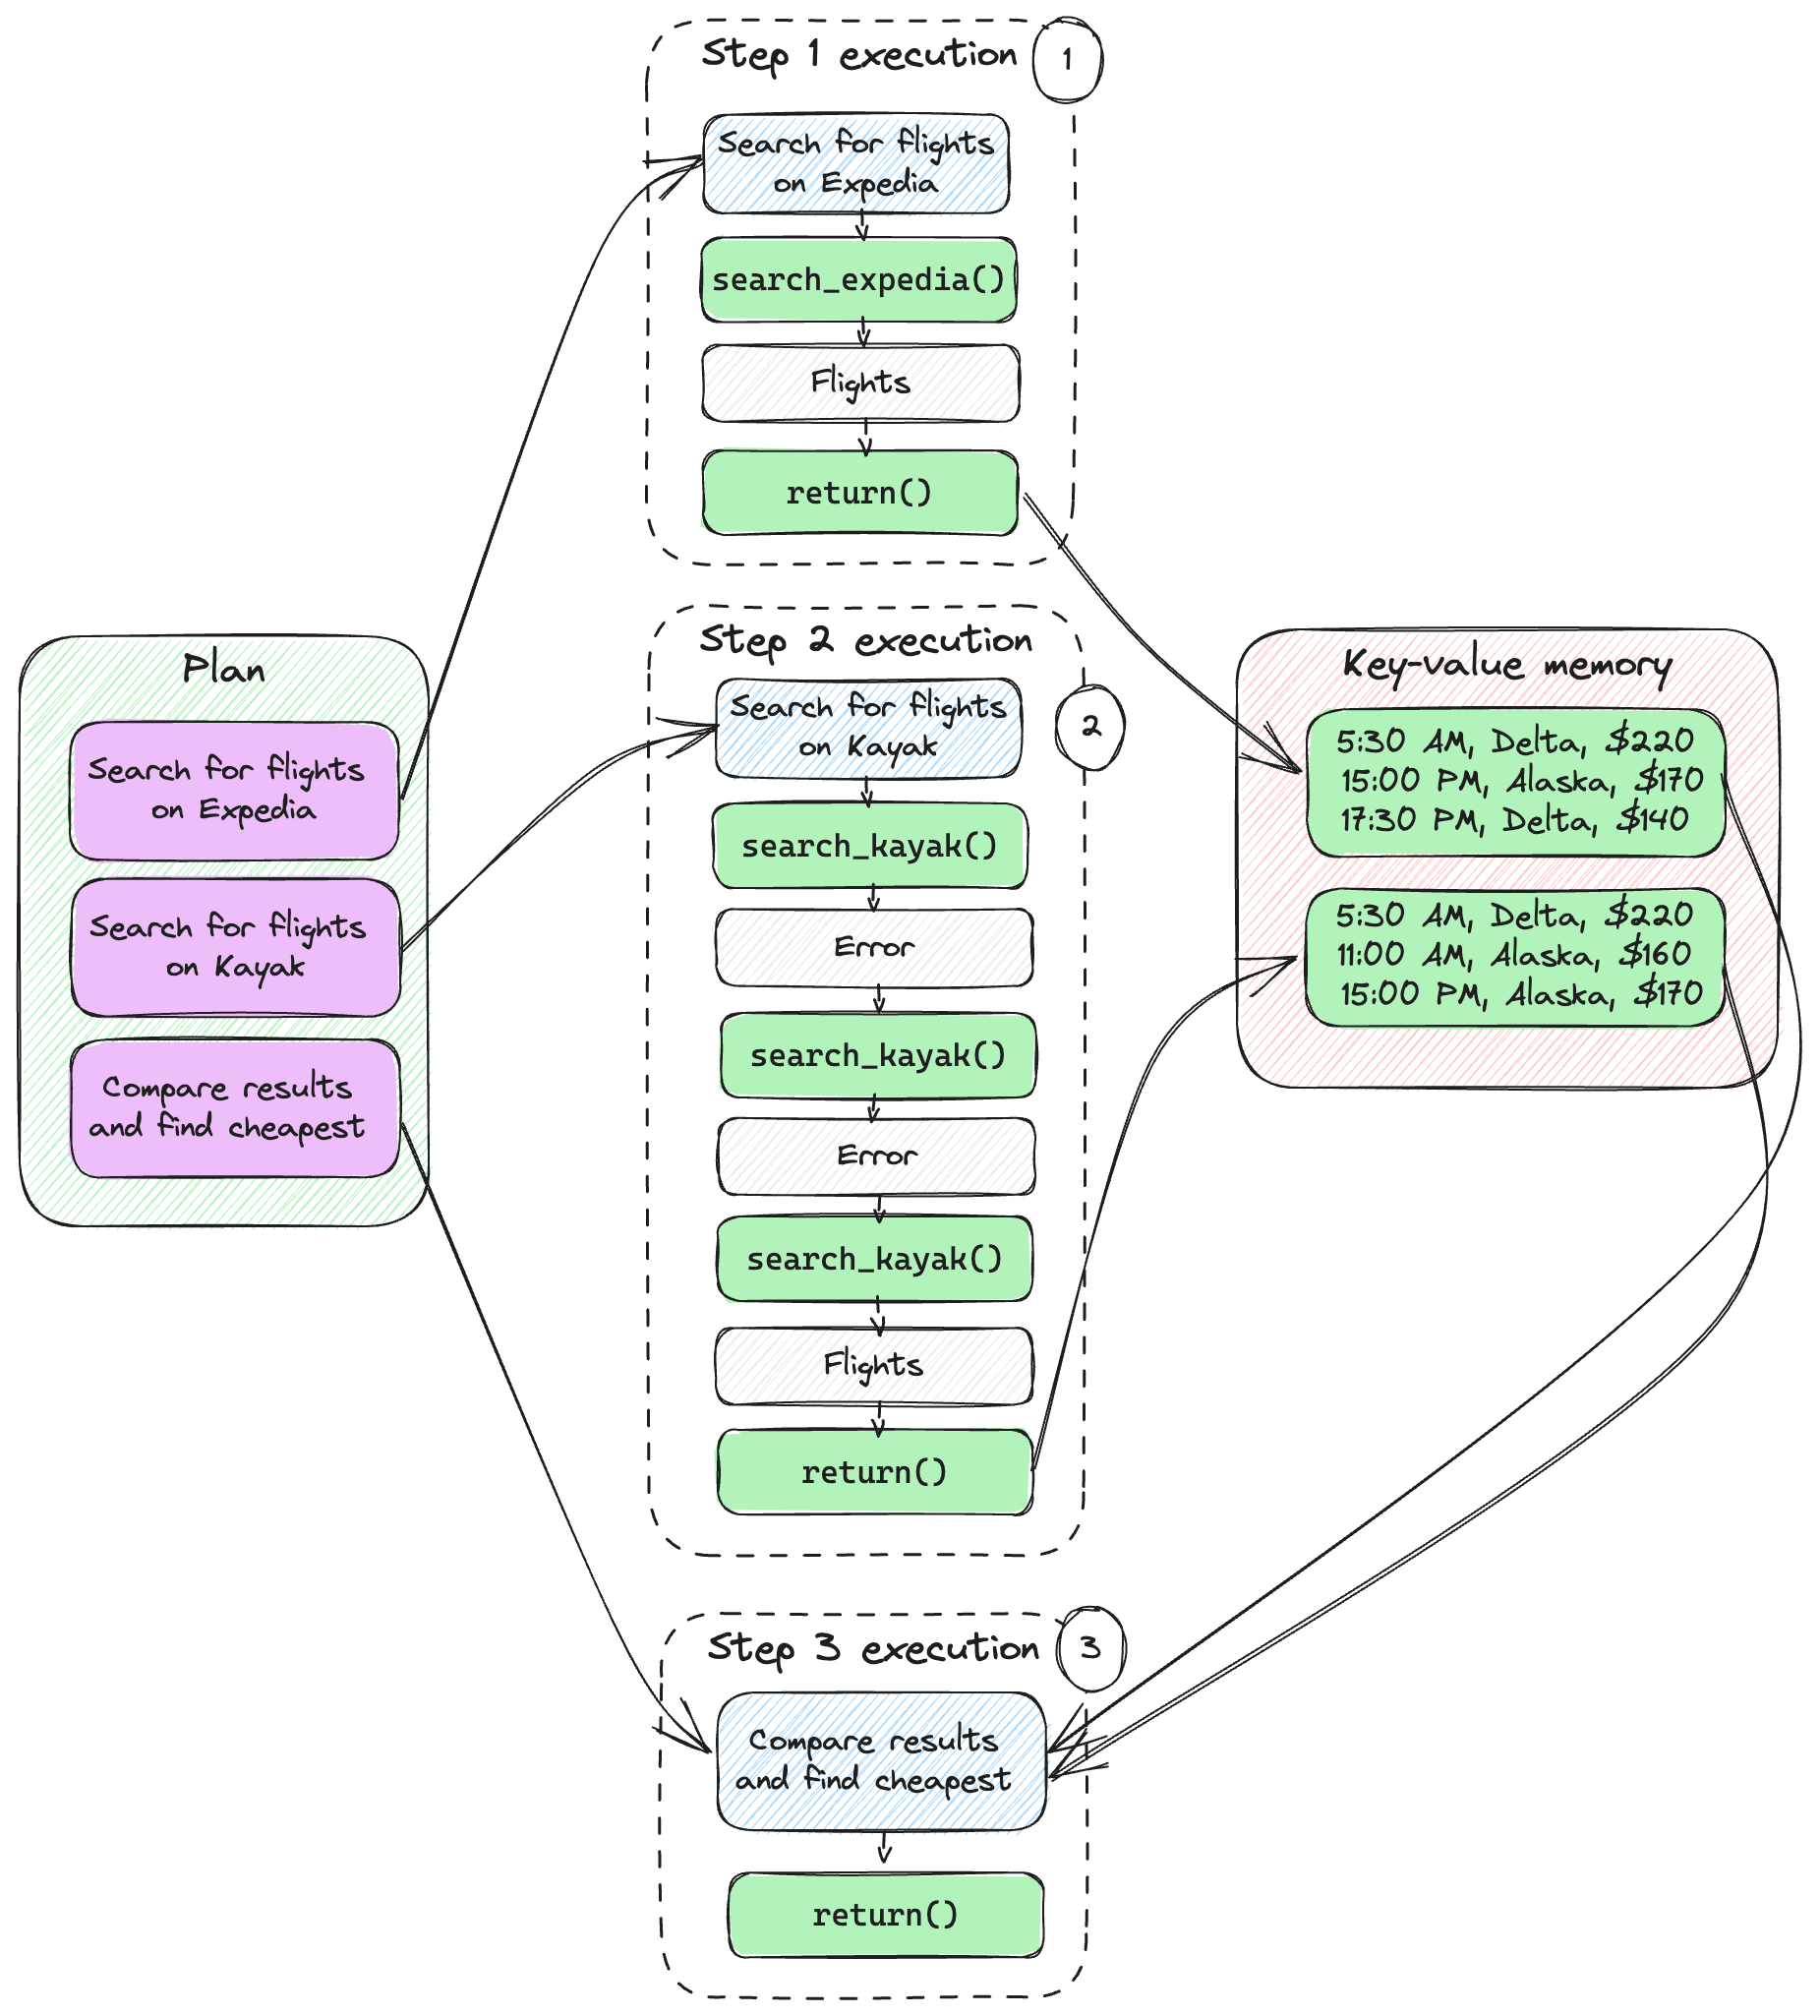 Step 1 execution
1
Search for flights
on Expedia
search_expedia()
Flights
return()
Plan
Search for flights
on Expedia
Search for flights
on Kayak
Compare results
and find cheapest
Step 2 execution
2
Search for flights
on Kayak
search_kayak()
Error
search_kayak()
Error
search_kayak()
Flights
return()
Key-value memory
5:30 AM, Delta, $220
15:00 PM, Alaska, $170
17:30 PM, Delta, $140
5:30 AM, Delta, $220
11:00 AM, Alaska, $160
15:00 PM, Alaska, $170
Step 3 execution
3
Compare results
and find cheapest
return()